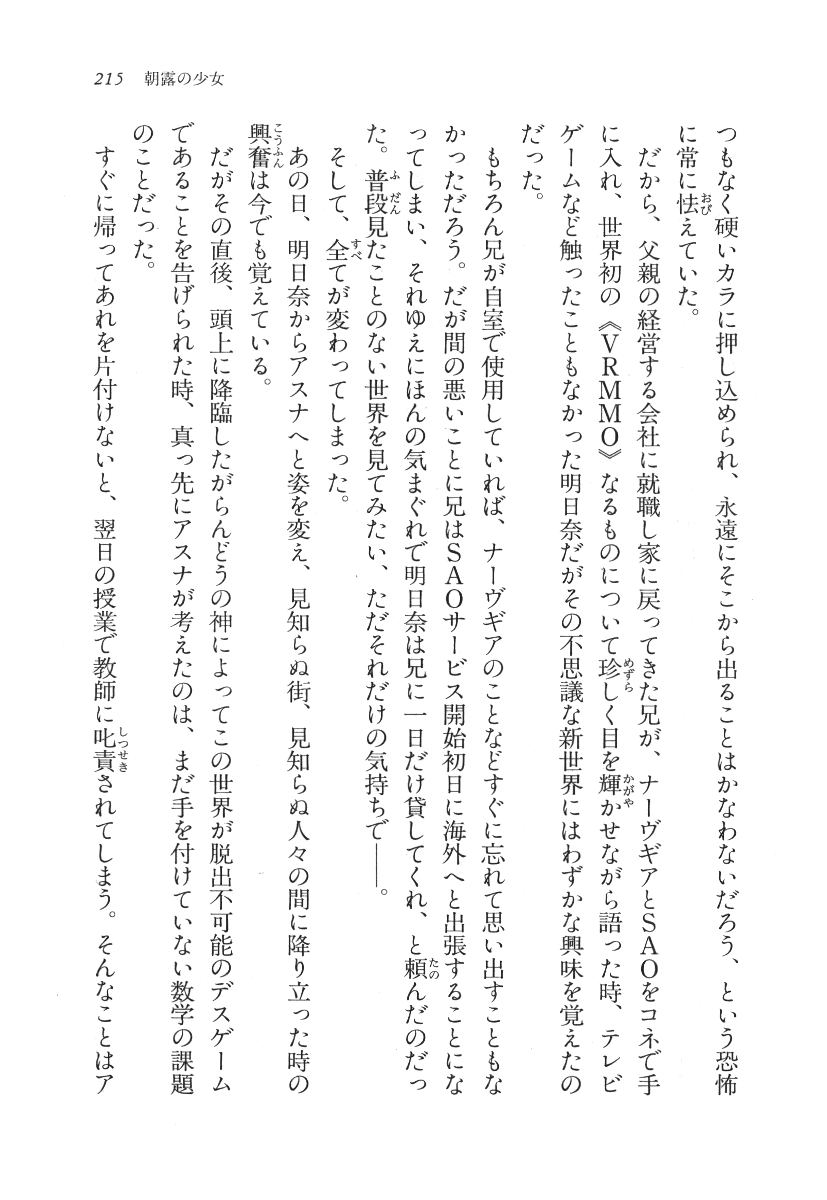 215 朝露の少女
つもなく硬いカラに押し込められ、永遠にそこから出ることはかなわないだろう、という恐怖
に常に怯えていた。
だから、父親の経営する会社に就職し家に戻ってきた兄が、ナーヴギアとSAOをコネで手
に入れ、世界初の《VRMMO》なるものについて珍しく目を輝かせながら語った時、テレビ
ゲームなど触ったこともなかった明日奈だがその不思議な新世界にはわずかな興味を覚えたの
だった。
もちろん兄が自室で使用していれば、ナーヴギアのことなどすぐに忘れて思い出すこともな
かっただろう。だが間の悪いことに兄はSAOサービス開始初日に海外へと出張することにな
ってしまい、それゆえにほんの気まぐれで明日奈は兄に一日だけ貸してくれ、と頼んだのだっ
た。普段見たことのない世界を見てみたい、ただそれだけの気持ちで——。
そして、全てが変わってしまった。
あの日、明日奈からアスナへと姿を変え、見知らぬ街、見知らぬ人々の間に降り立った時の
興奮は今でも覚えている。
だがその直後、頭上に降臨したがらんどうの神によってこの世界が脱出不可能のデスゲーム
であることを告げられた時、真っ先にアスナが考えたのは、まだ手を付けていない数学の課題
のことだった。
すぐに帰ってあれを片付けないと、翌日の授業で教師に叱責されてしまう。そんなことはア